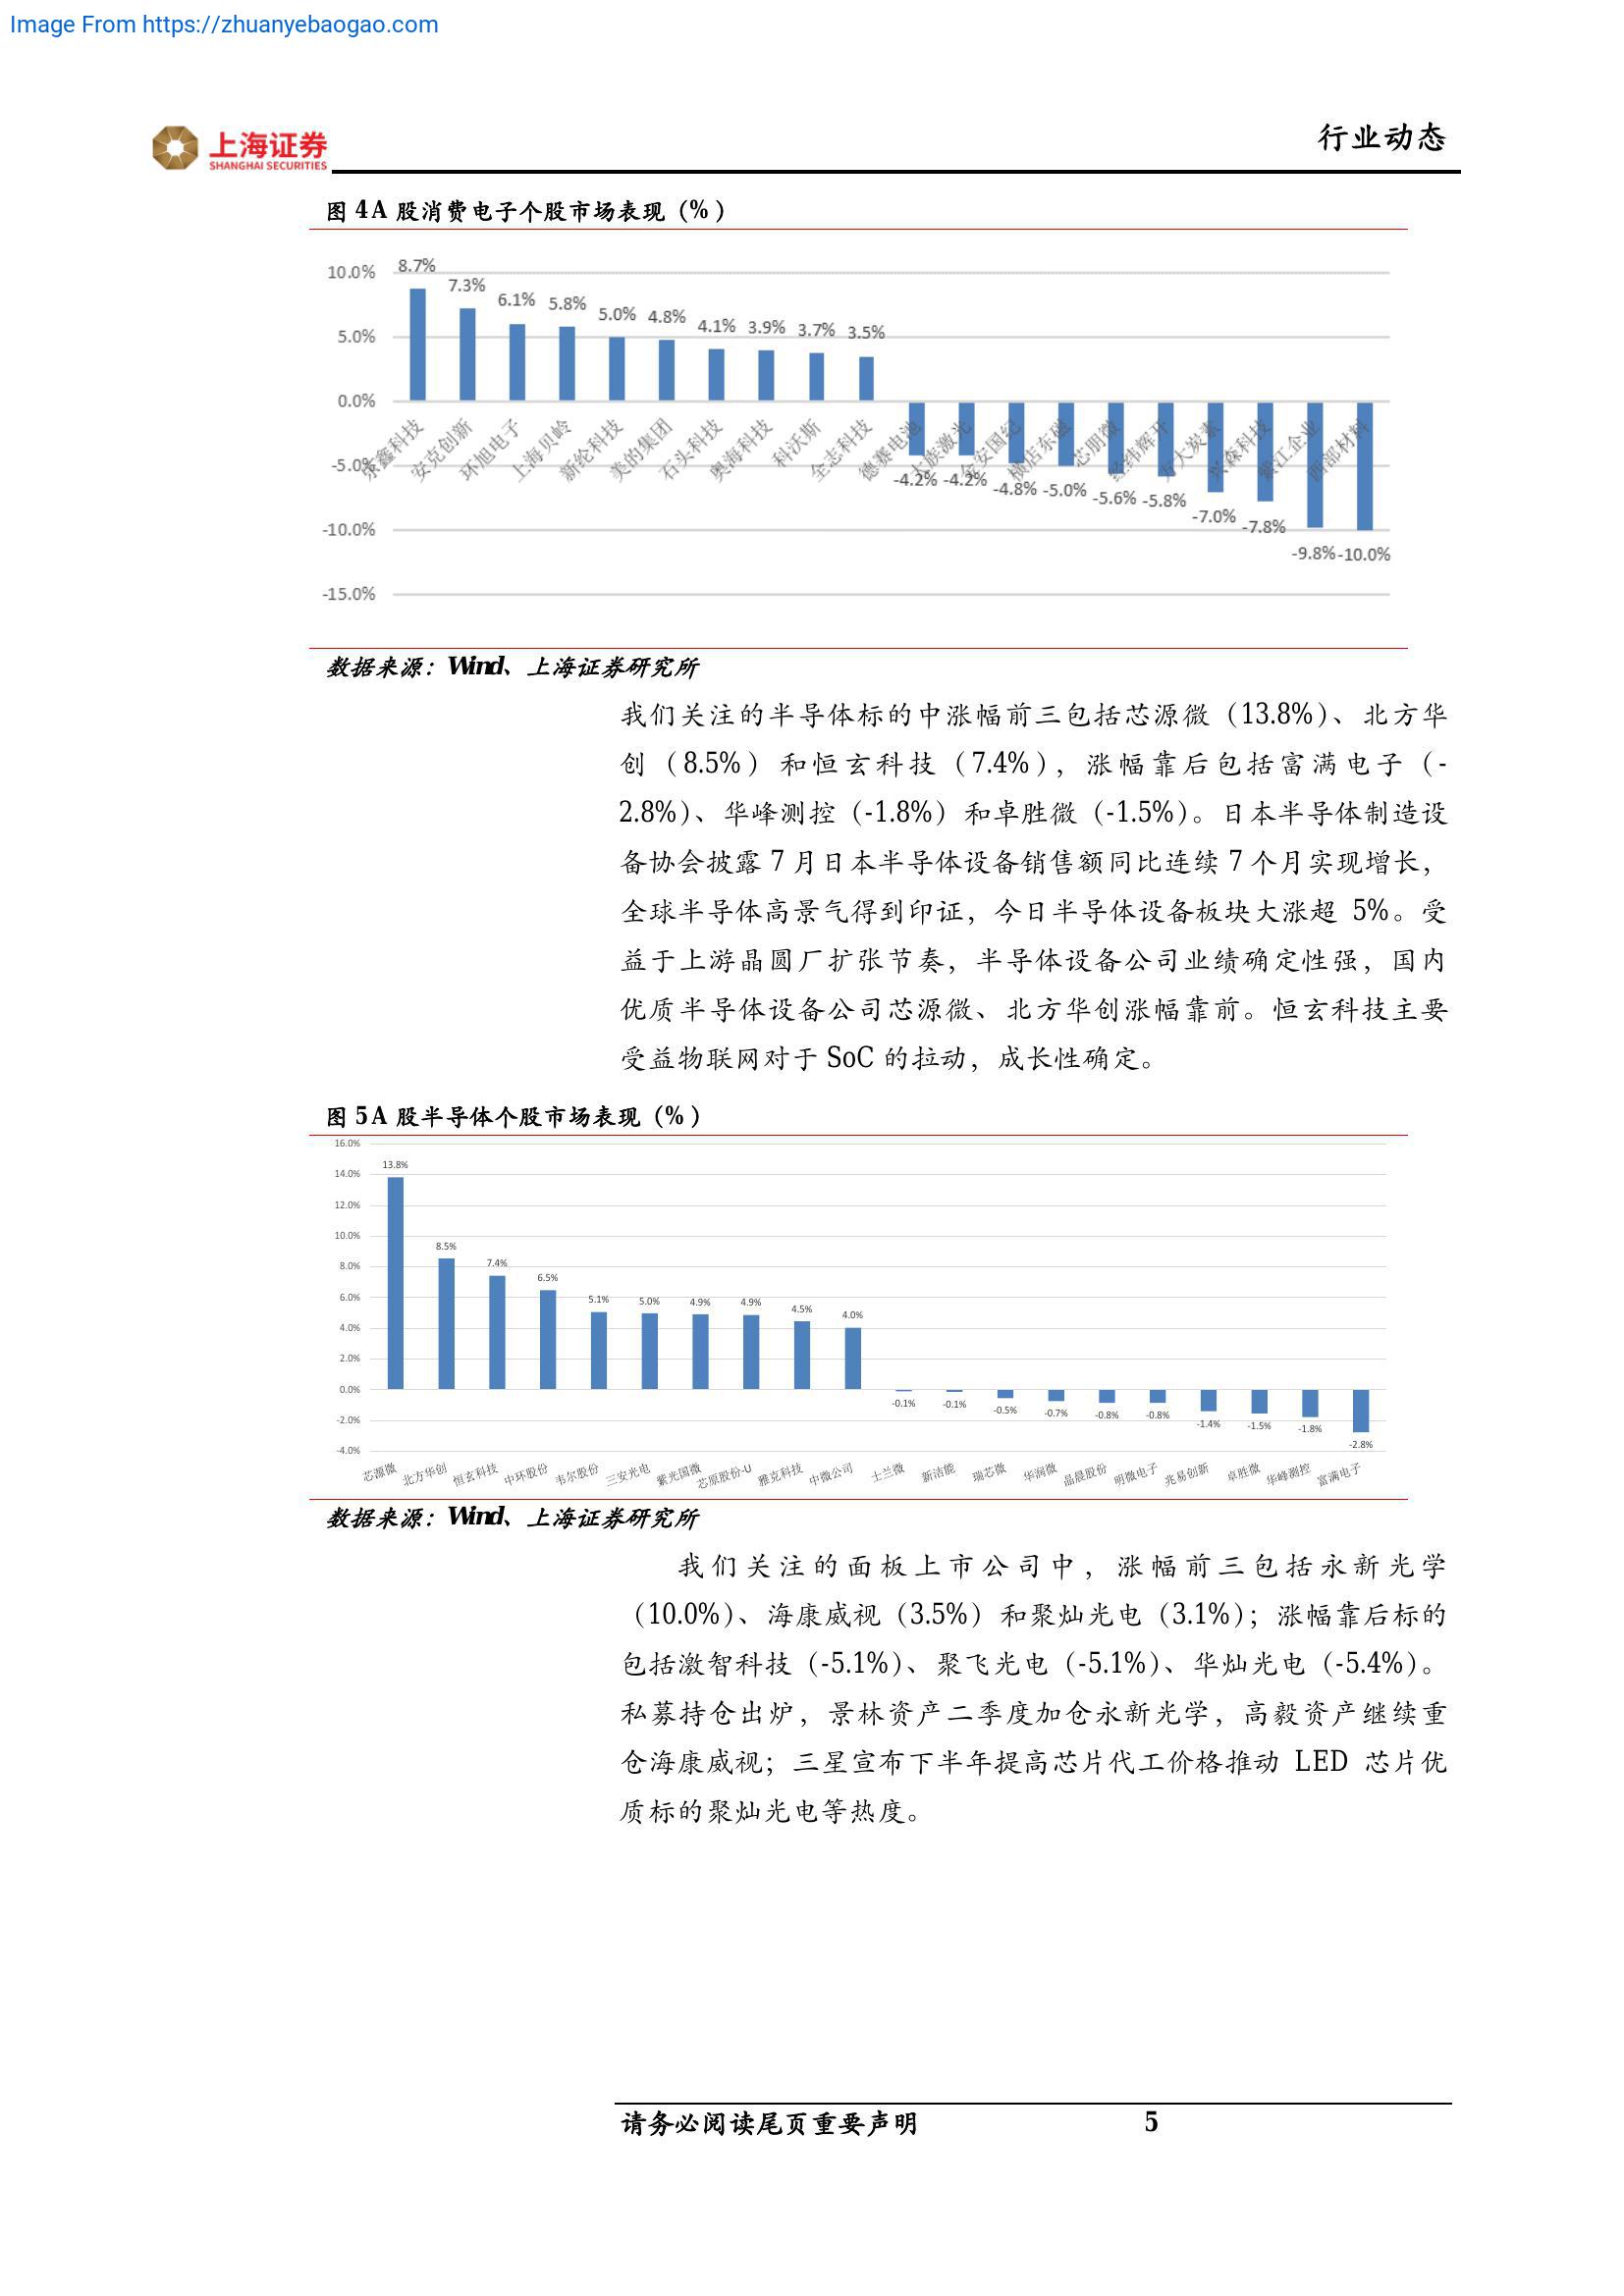 Image From https://zhuanyebaogao.com
上海证券
SHANGHAI SECURITIES
行业动态
图 4A 股消费电子个股市场表现（%）
10.0%
5.0%
0.0%
-5.0%
-10.0%
-15.0%
8.7% 7.3% 6.1% 5.8% 5.0% 4.8% 4.1% 3.9% 3.7% 3.5%
-4.2% -4.2% -4.8% -5.0% -5.6% -5.8% -7.0% -7.8% -9.8% -10.0%
安克创新 环旭电子 上海贝岭 新纶科技 美的集团 石头科技 奥海科技 科沃斯 全志科技 德赛电池 大族激光 金安国纪 横店东磁 芯朋微 经纬辉开 方大炭素 兴森科技 西部材料
数据来源：Wind、上海证券研究所
我们关注的半导体标的中涨幅前三包括芯源微（13.8%）、北方华
创（8.5%）和恒玄科技（7.4%），涨幅靠后包括富满电子（-
2.8%）、华峰测控（-1.8%）和卓胜微（-1.5%）。日本半导体制造设
备协会披露 7 月日本半导体设备销售额同比连续 7 个月实现增长，
全球半导体高景气得到印证，今日半导体设备板块大涨超 5%。受
益于上游晶圆厂扩张节奏，半导体设备公司业绩确定性强，国内
优质半导体设备公司芯源微、北方华创涨幅靠前。恒玄科技主要
受益物联网对于 SoC 的拉动，成长性确定。
图 5A 股半导体个股市场表现（%）
16.0%
14.0%
12.0%
10.0%
8.0%
6.0%
4.0%
2.0%
0.0%
-2.0%
-4.0%
13.8% 8.5% 7.4% 6.5% 5.1% 5.0% 4.9% 4.9% 4.5% 4.0%
-0.1% -0.1% -0.5% -0.7% -0.8% -0.8% -1.4% -1.5% -1.8% -2.8%
芯源微 北方华创 恒玄科技 中环股份 韦尔股份 三安光电 紫光国微 芯原股份-U 雅克科技 中微公司 士兰微 新洁能 瑞芯微 华润微 晶晨股份 明微电子 兆易创新 卓胜微 华峰测控 富满电子
数据来源：Wind、上海证券研究所
我们关注的面板上市公司中，涨幅前三包括永新光学
（10.0%）、海康威视（3.5%）和聚灿光电（3.1%）；涨幅靠后标的
包括激智科技（-5.1%）、聚飞光电（-5.1%）、华灿光电（-5.4%）。
私募持仓出炉，景林资产二季度加仓永新光学，高毅资产继续重
仓海康威视；三星宣布下半年提高芯片代工价格推动 LED 芯片优
质标的聚灿光电等热度。
请务必阅读尾页重要声明 5